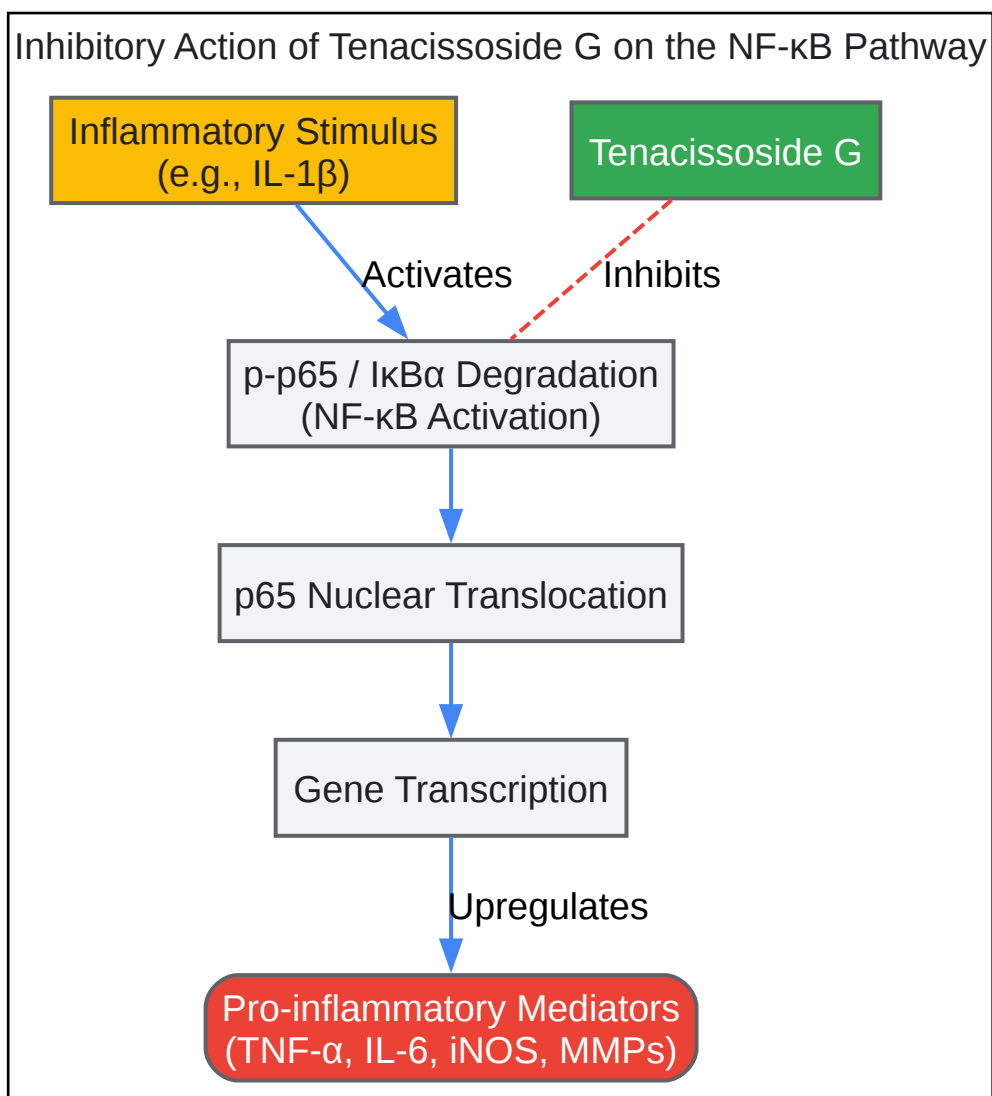 Inhibitory Action of Tenacissoside G on the NF-κB Pathway
Inflammatory Stimulus
(e.g., IL-1β)
Tenacissoside G
Activates
Inhibits
p-p65 / IκBα Degradation
(NF-κB Activation)
p65 Nuclear Translocation
Gene Transcription
Upregulates
Pro-inflammatory Mediators
(TNF-α, IL-6, iNOS, MMPs)